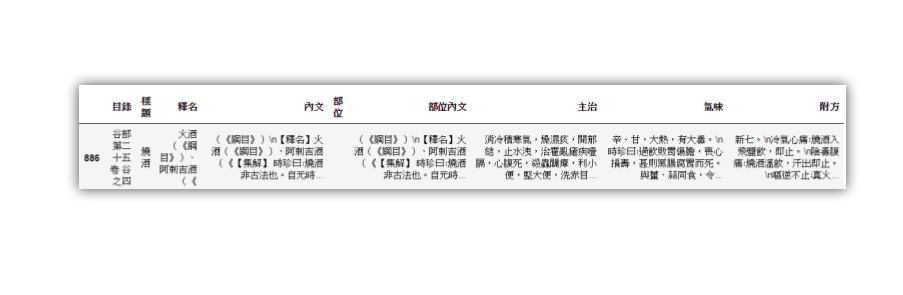 目錄 標題 釋名 內文 部位 部位內文 主治 氣味 附方
886
谷部
第二
十五
卷 谷
之四
燒
酒
火酒
（《綱
目》）、
阿刺吉酒
（《
（《綱目》）\n【釋名】火
酒（《綱目》）、阿剌吉酒
（《【集解】 時珍曰:燒酒
非古法也。自元時...
（《綱目》）\n【釋名】火
酒（《綱目》）、阿剌吉酒
（《【集解】 時珍曰:燒酒
非古法也。自元時...
消冷積寒氣，燥濕痰，開鬱
結，止水洩，治霍亂瘧疾噎
膈，心腹死，殺蟲闢瘴，利小
便，堅大便，洗赤目...
辛、甘，大熱，有大毒。\n
時珍曰:過飲敗胃傷膽，喪心
損壽，甚則黑腸腐胃而死。
與薑、蒜同食，令...
新七。\n冷氣心痛:燒酒入
飛鹽飲，即止。\n陰毒腹
痛:燒酒溫飲，汗出即止。
\n嘔逆不止:真火...